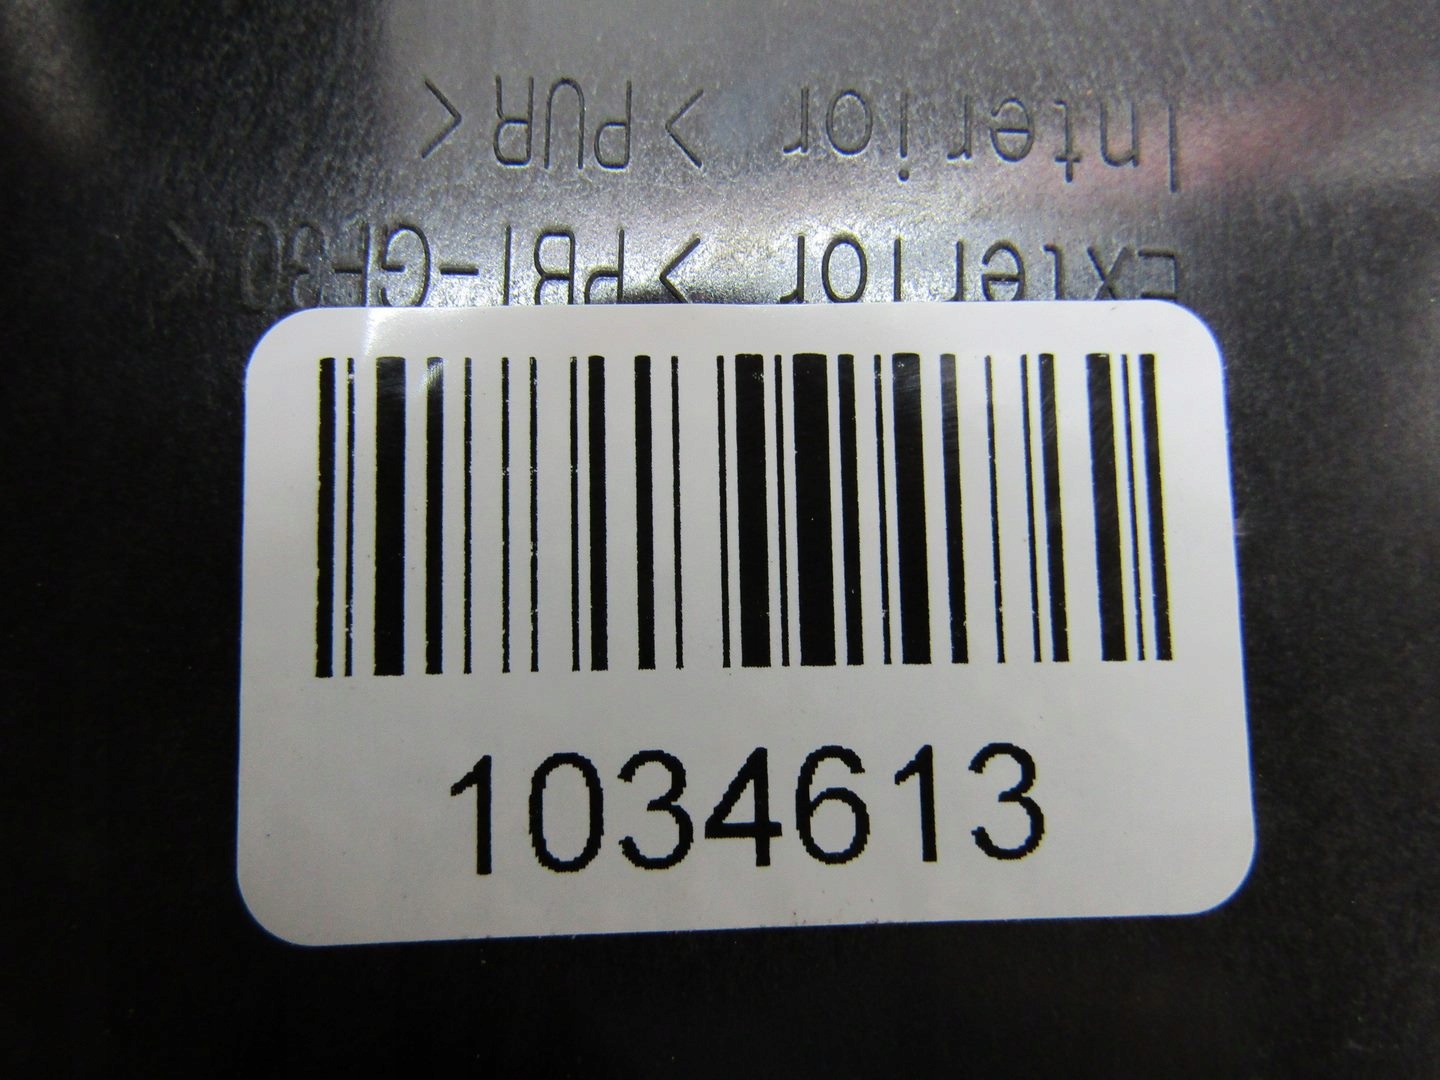 Exterior >PBT-GF30<
Interior >PUR<
1034613